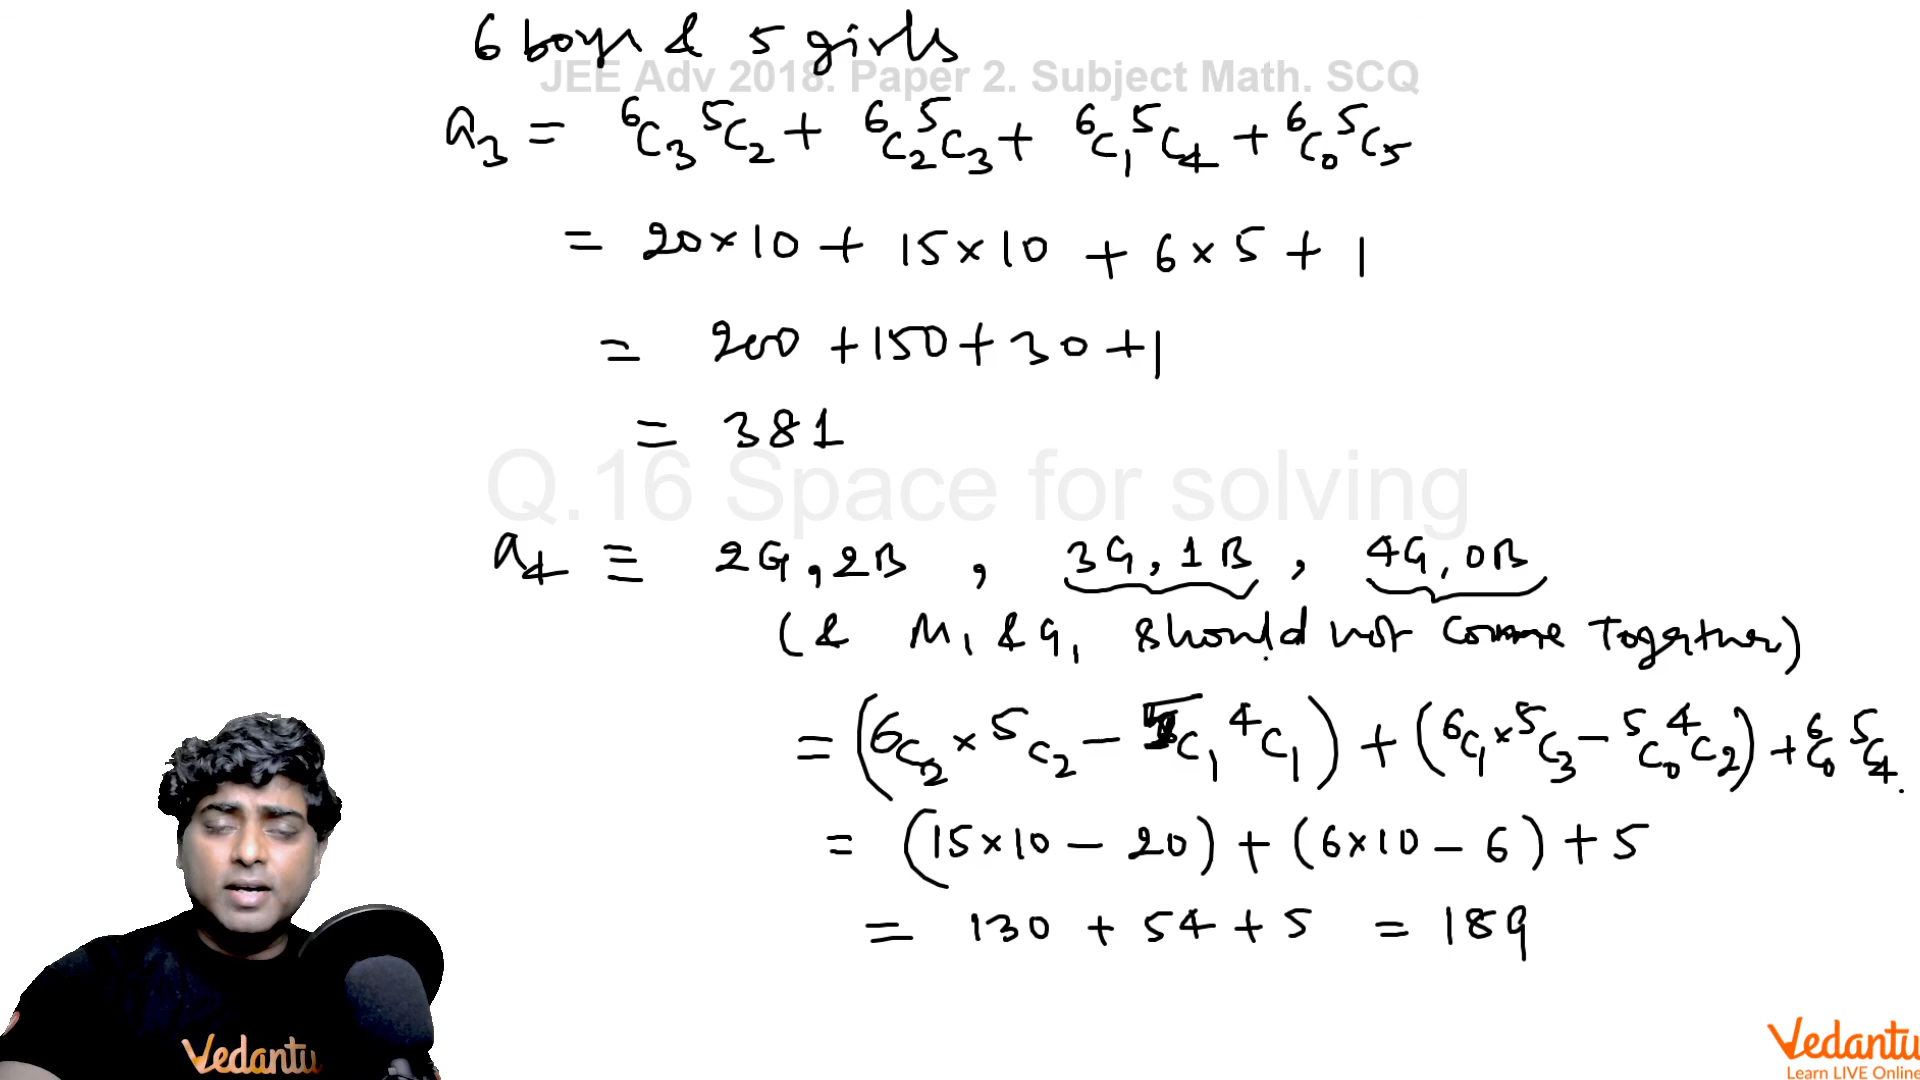 6 boys & 5 girls
JEE Adv 2018. Paper 2. Subject Math. SCQ
a₃ = ⁶C₃ ⁵C₂ + ⁶C₂ ⁵C₃ + ⁶C₁ ⁵C₄ + ⁶C₀ ⁵C₅
= 20×10 + 15×10 + 6×5 + 1
= 200 + 150 + 30 + 1
= 381
Q.16 Space for solving
a₄ ≡ 2G, 2B , 3G, 1B , 4G, 0B
(& M₁ & G₁ should not come together)
= (⁶C₂ × ⁵C₂ − ⁵C₁ ⁴C₁) + (⁶C₁ × ⁵C₃ − ⁵C₀ ⁴C₂) + ⁶C₀ ⁵C₄.
= (15×10 − 20) + (6×10 − 6) + 5
= 130 + 54 + 5 = 189
Vedantu
Vedantu
Learn LIVE Online